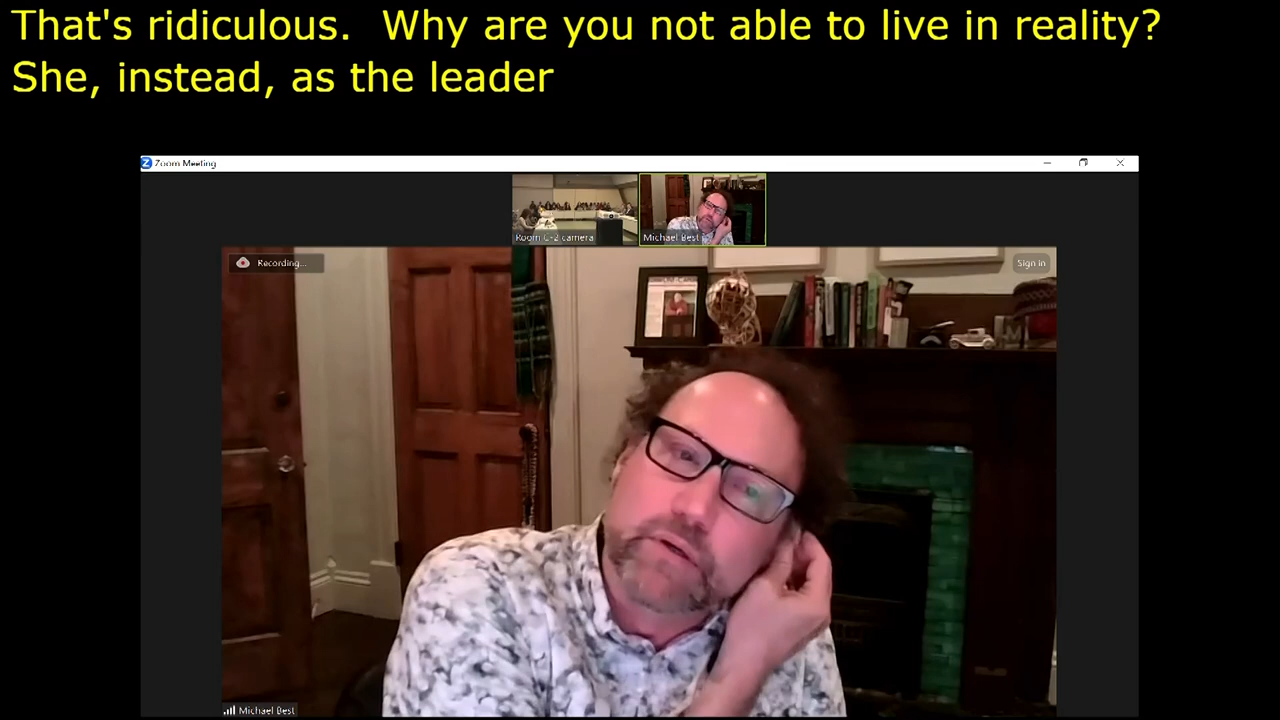 That's ridiculous.  Why are you not able to live in reality?
She, instead, as the leader
Zoom Meeting
Room C-2 camera
Michael Best
Recording...
Sign in
Michael Best